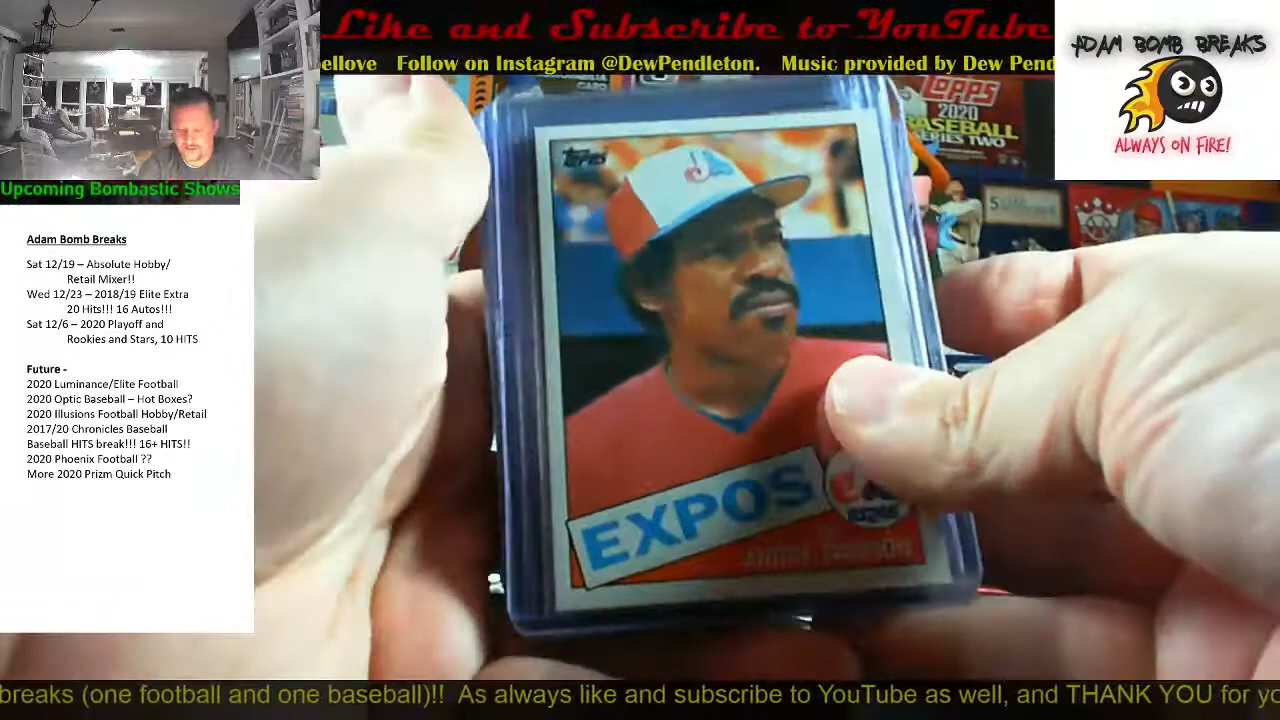 Like and Subscribe to YouTube
ellove Follow on Instagram @DewPendleton. Music provided by Dew Pend
ADAM BOMB BREAKS
ALWAYS ON FIRE!
Upcoming Bombastic Shows
Adam Bomb Breaks
Sat 12/19 – Absolute Hobby/
Retail Mixer!!
Wed 12/23 – 2018/19 Elite Extra
20 Hits!!! 16 Autos!!!
Sat 12/6 – 2020 Playoff and
Rookies and Stars, 10 HITS
Future -
2020 Luminance/Elite Football
2020 Optic Baseball – Hot Boxes?
2020 Illusions Football Hobby/Retail
2017/20 Chronicles Baseball
Baseball HITS break!!! 16+ HITS!!
2020 Phoenix Football ??
More 2020 Prizm Quick Pitch
TOPPS
2020
BASEBALL
SERIES TWO
Topps
EXPOS
ANDRE DAWSON
breaks (one football and one baseball)!! As always like and subscribe to YouTube as well, and THANK YOU for yo